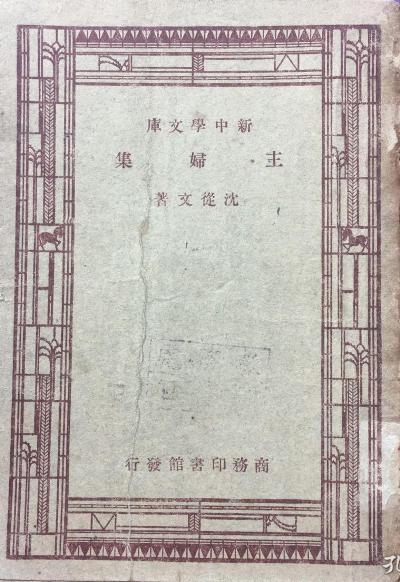 新中學文庫
主婦集
沈從文著
商務印書館發行